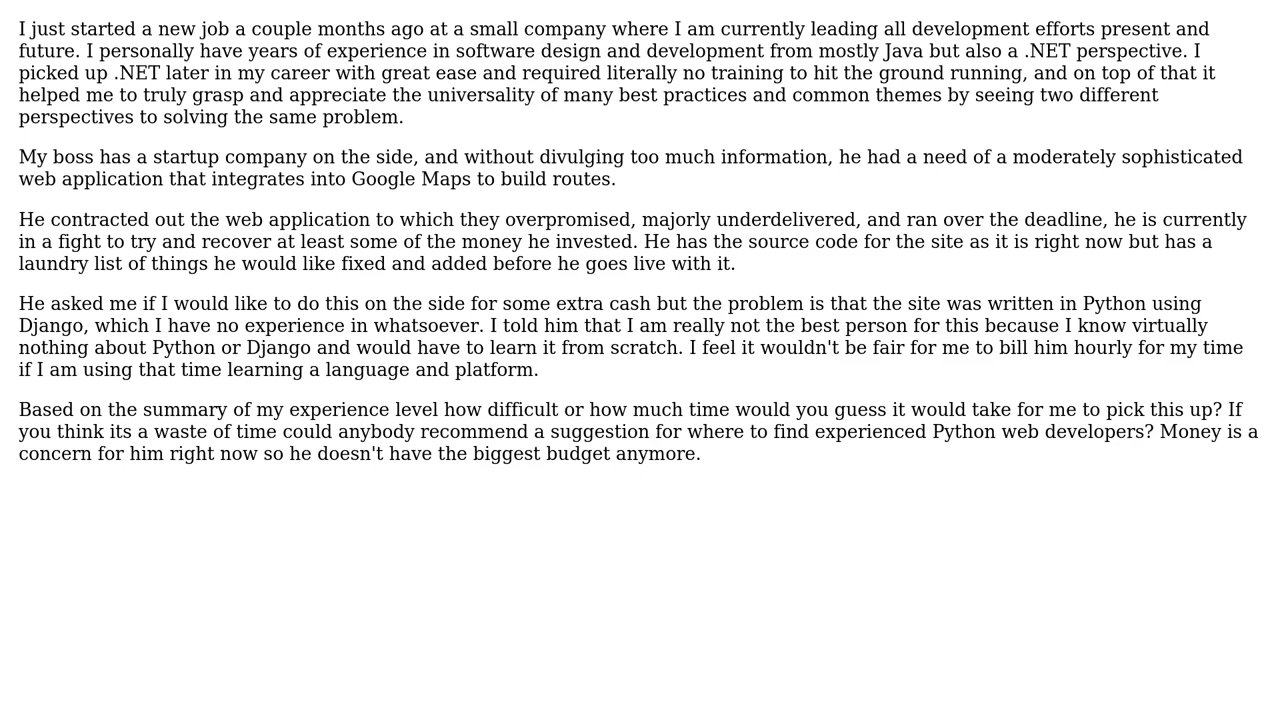 I just started a new job a couple months ago at a small company where I am currently leading all development efforts present and
future. I personally have years of experience in software design and development from mostly Java but also a .NET perspective. I
picked up .NET later in my career with great ease and required literally no training to hit the ground running, and on top of that it
helped me to truly grasp and appreciate the universality of many best practices and common themes by seeing two different
perspectives to solving the same problem.
My boss has a startup company on the side, and without divulging too much information, he had a need of a moderately sophisticated
web application that integrates into Google Maps to build routes.
He contracted out the web application to which they overpromised, majorly underdelivered, and ran over the deadline, he is currently
in a fight to try and recover at least some of the money he invested. He has the source code for the site as it is right now but has a
laundry list of things he would like fixed and added before he goes live with it.
He asked me if I would like to do this on the side for some extra cash but the problem is that the site was written in Python using
Django, which I have no experience in whatsoever. I told him that I am really not the best person for this because I know virtually
nothing about Python or Django and would have to learn it from scratch. I feel it wouldn't be fair for me to bill him hourly for my time
if I am using that time learning a language and platform.
Based on the summary of my experience level how difficult or how much time would you guess it would take for me to pick this up? If
you think its a waste of time could anybody recommend a suggestion for where to find experienced Python web developers? Money is a
concern for him right now so he doesn't have the biggest budget anymore.